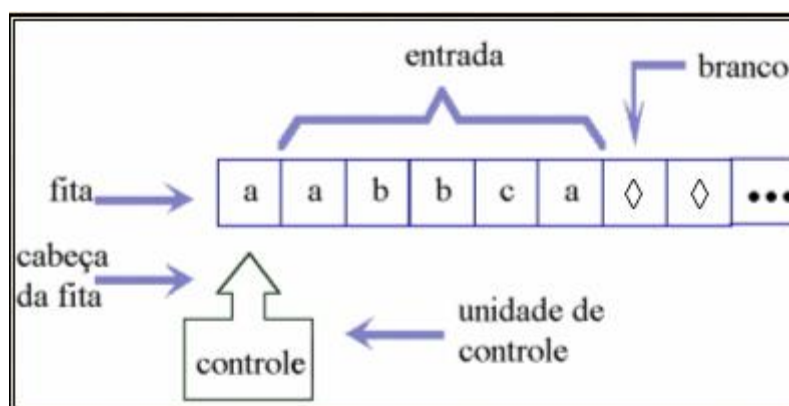 entrada
branco
fita
a a b b c a ◊ ◊ •••
cabeça
da fita
unidade de
controle
controle